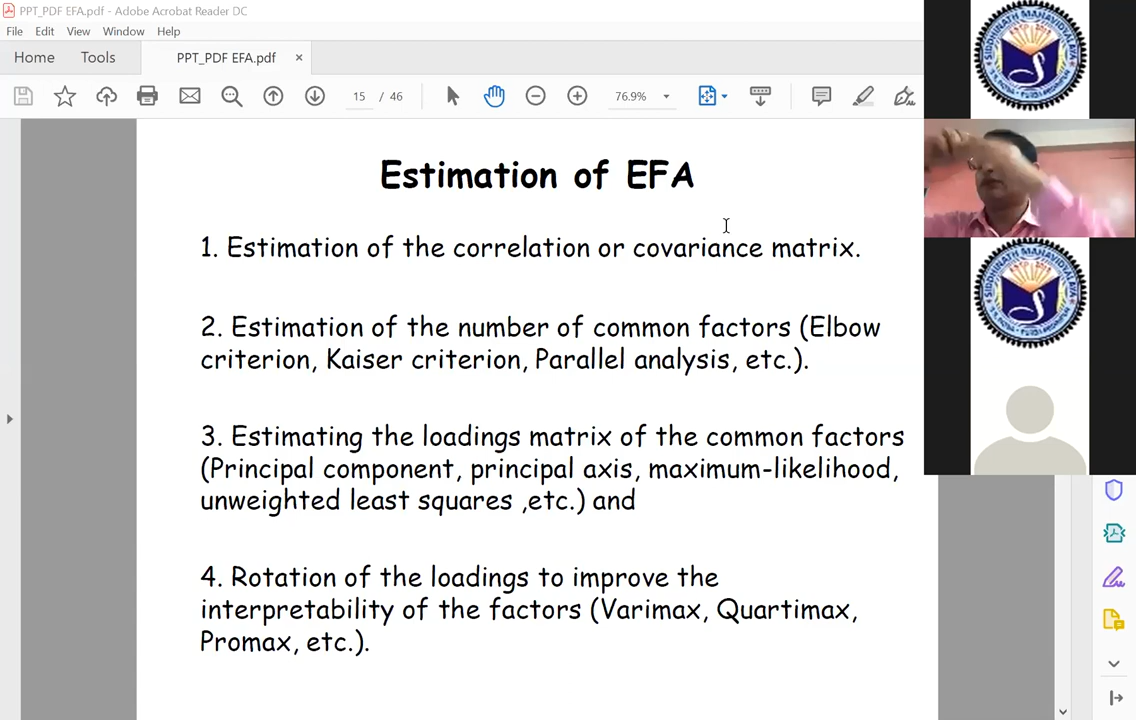 PPT_PDF EFA.pdf - Adobe Acrobat Reader DC
File Edit View Window Help
Home Tools PPT_PDF EFA.pdf ×
15 / 46 76.9%
Estimation of EFA
1. Estimation of the correlation or covariance matrix.
2. Estimation of the number of common factors (Elbow
criterion, Kaiser criterion, Parallel analysis, etc.).
3. Estimating the loadings matrix of the common factors
(Principal component, principal axis, maximum-likelihood,
unweighted least squares ,etc.) and
4. Rotation of the loadings to improve the
interpretability of the factors (Varimax, Quartimax,
Promax, etc.).
SIDDHINATH MAHAVIDYALAYA
SIDDHINATH MAHAVIDYALAYA